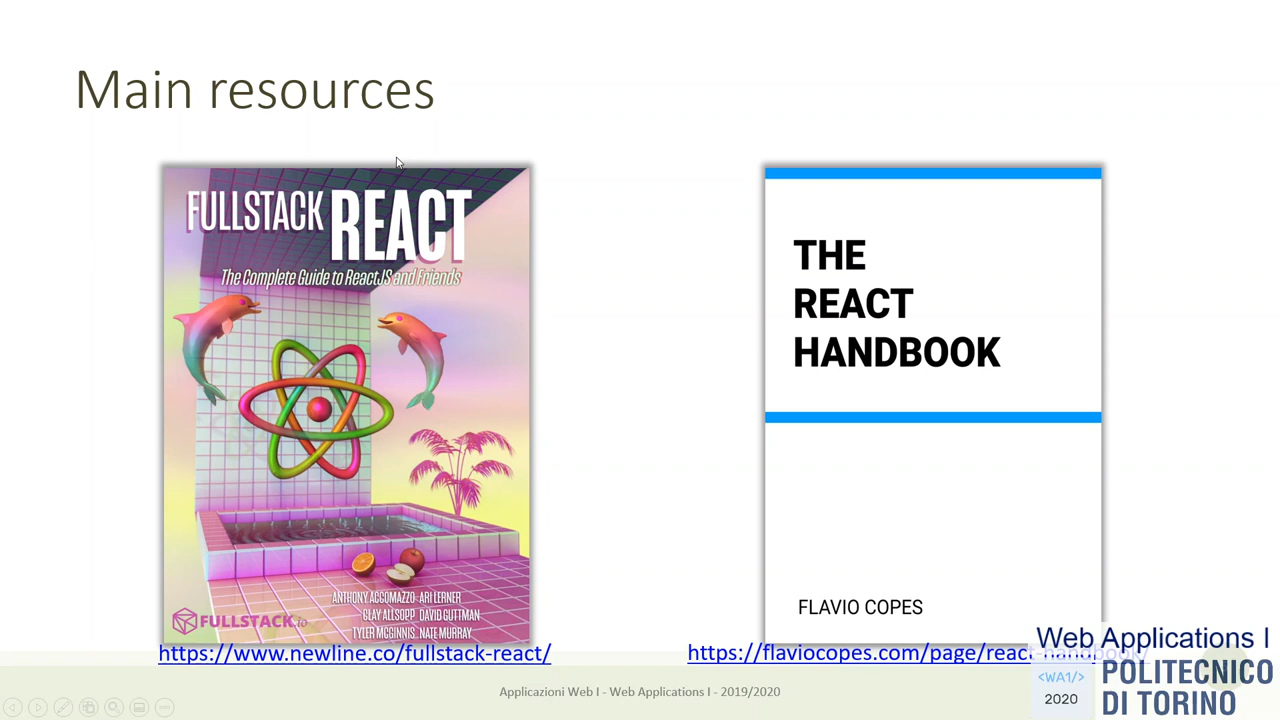 Main resources
FULLSTACK REACT
The Complete Guide to ReactJS and Friends
ANTHONY ACCOMAZZO ARI LERNER
CLAY ALLSOPP DAVID GUTTMAN
TYLER MCGINNIS NATE MURRAY
FULLSTACK.io
https://www.newline.co/fullstack-react/
THE
REACT
HANDBOOK
FLAVIO COPES
https://flaviocopes.com/page/react-handbook/
Applicazioni Web I - Web Applications I - 2019/2020
Web Applications I
<WA1/>
2020
POLITECNICO
DI TORINO